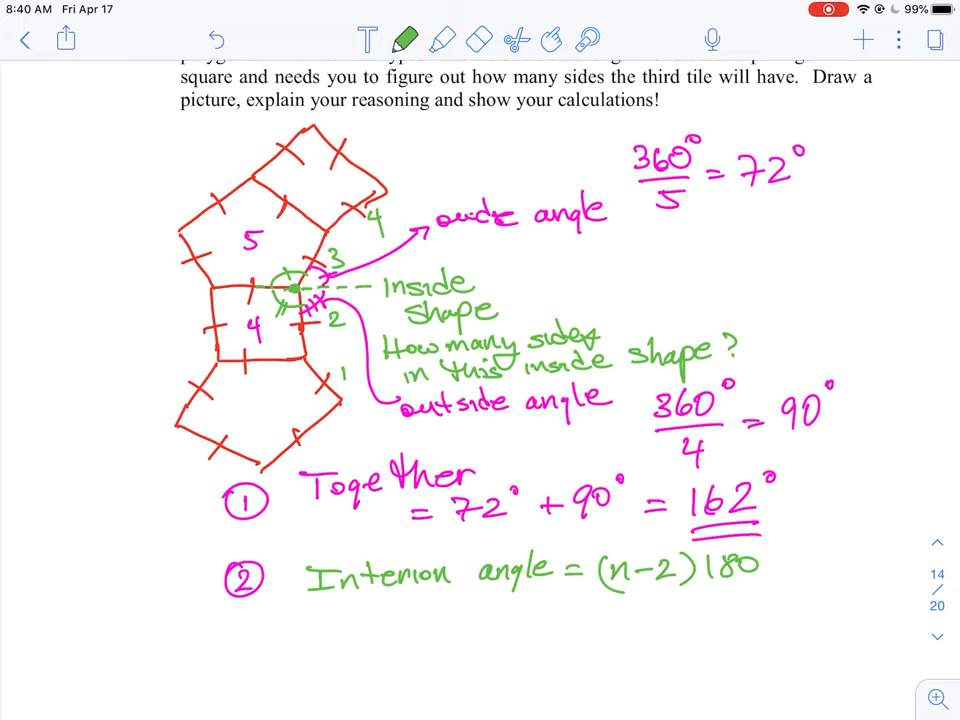 8:40 AM Fri Apr 17
99%
T
square and needs you to figure out how many sides the third tile will have. Draw a
picture, explain your reasoning and show your calculations!
360° / 5 = 72°
4
angle
5
3
Inside
shape
4
2
How many sides
in this inside shape?
1
outside angle
360° / 4 = 90°
① Together
= 72° + 90° = 162°
② Interior angle = (n-2)180
14
/
20